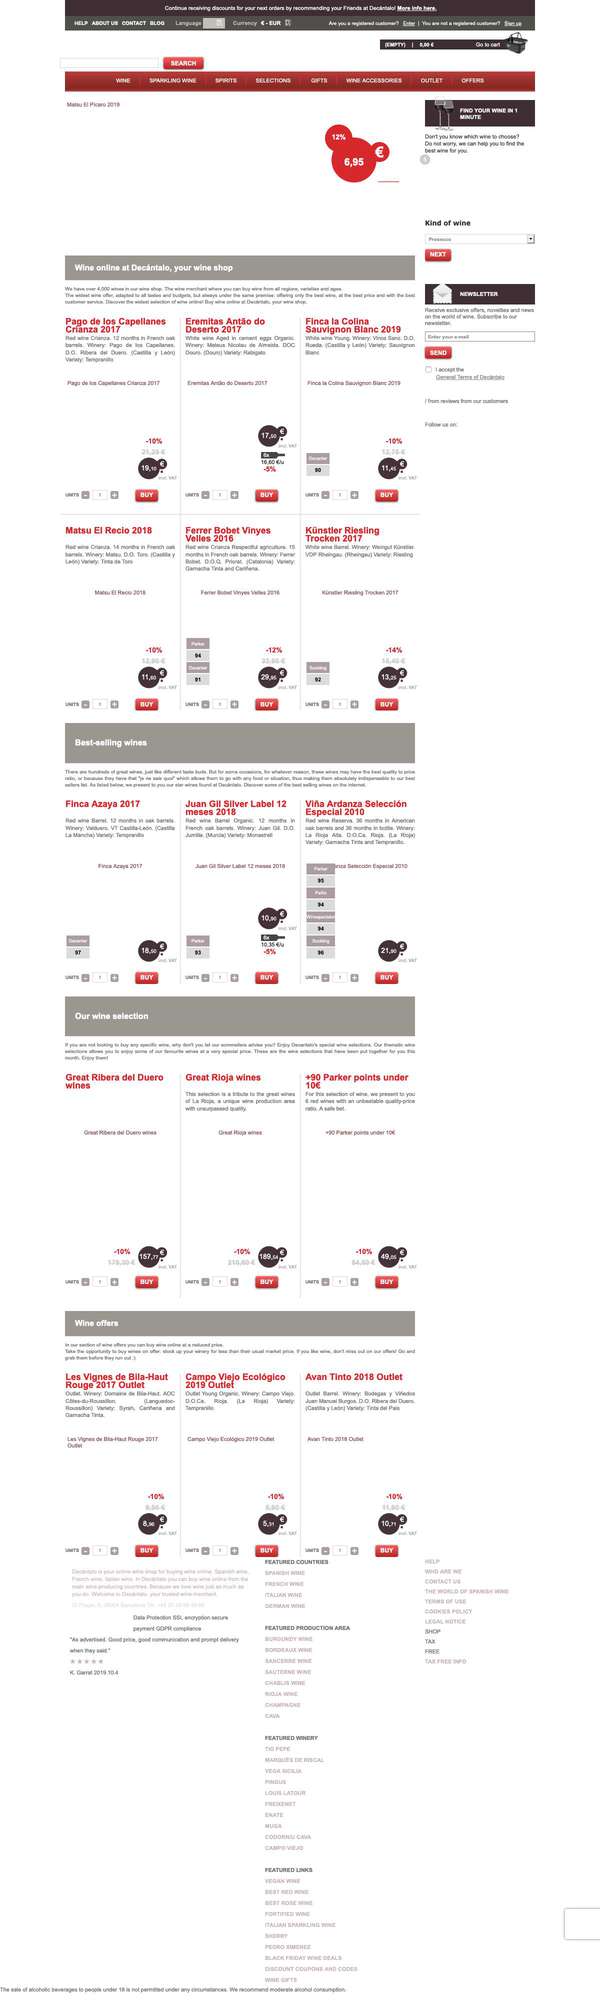 Continue receiving discounts for your next orders by recommending your Friends at Decántalo! More info here.
HELP ABOUT US CONTACT BLOG Language Currency € - EUR Are you a registered customer? Enter | You are not a registered customer? Sign up
(EMPTY) | 0,00 € Go to cart
SEARCH
WINE SPARKLING WINE SPIRITS SELECTIONS GIFTS WINE ACCESSORIES OUTLET OFFERS
Matsu El Pícaro 2019
12%
6,95 €
FIND YOUR WINE IN 1 MINUTE
Don't you know which wine to choose?
Do not worry, we can help you to find the
best wine for you.
Kind of wine
Prosecco
NEXT
NEWSLETTER
Receive exclusive offers, novelties and news
on the world of wine. Subscribe to our
newsletter.
Enter your e-mail
SEND
I accept the
General Terms of Decántalo
/ from reviews from our customers
Follow us on:
Wine online at Decántalo, your wine shop
We have over 4,000 wines in our wine shop. The wine merchant where you can buy wine from all regions, varieties and ages.
The widest wine offer, adapted to all tastes and budgets, but always under the same premise: offering only the best wine, at the best price and with the best
customer service. Discover the widest selection of wine online! Buy wine online at Decántalo, your wine shop.
Pago de los Capellanes Crianza 2017
Red wine Crianza. 12 months in French oak barrels. Winery: Pago de los Capellanes. D.O. Ribera del Duero. (Castilla y León) Variety: Tempranillo
Pago de los Capellanes Crianza 2017
-10%
19,10 €
incl. VAT
UNITS - 1 + BUY
Eremitas Antão do Deserto 2017
White wine Aged in cement eggs Organic. Winery: Mateus Nicolau de Almeida. DOC Douro. (Douro) Variety: Rabigato
Eremitas Antão do Deserto 2017
17,50 €
incl. VAT
6x
16,60 €/u
-5%
UNITS - 1 + BUY
Finca la Colina Sauvignon Blanc 2019
White wine Young. Winery: Vinos Sanz. D.O. Rueda. (Castilla y León) Variety: Sauvignon Blanc
Finca la Colina Sauvignon Blanc 2019
Decanter
90
-10%
11,45 €
incl. VAT
UNITS - 1 + BUY
Matsu El Recio 2018
Red wine Crianza. 14 months in French oak barrels. Winery: Matsu. D.O. Toro. (Castilla y León) Variety: Tinta de Toro
Matsu El Recio 2018
-10%
11,60 €
incl. VAT
UNITS - 1 + BUY
Ferrer Bobet Vinyes Velles 2016
Red wine Crianza Respectful agriculture. 15 months in French oak barrels. Winery: Ferrer Bobet. D.O.Q. Priorat. (Catalonia) Variety: Garnacha Tinta and Cariñena.
Ferrer Bobet Vinyes Velles 2016
Parker
94
Decanter
91
-12%
29,95 €
incl. VAT
UNITS - 1 + BUY
Künstler Riesling Trocken 2017
White wine Barrel. Winery: Weingut Künstler. VDP Rheingau. (Rheingau) Variety: Riesling
Künstler Riesling Trocken 2017
Suckling
92
-14%
13,25 €
incl. VAT
UNITS - 1 + BUY
Best-selling wines
There are hundreds of great wines, just like different taste buds. But for some occasions, for whatever reason, these wines may have the best quality to price
ratio, or because they have that "je ne sais quoi" which allows them to go with any food or situation, thus making them absolutely indispensable to our best
sellers list. As listed below, we present to you our star wines found at Decántalo. Discover some of the best selling wines on the internet.
Finca Azaya 2017
Red wine Barrel. 12 months in oak barrels. Winery: Valduero. VT Castilla-León. (Castilla La Mancha) Variety: Tempranillo
Finca Azaya 2017
Decanter
97
18,50 €
incl. VAT
UNITS - 1 + BUY
Juan Gil Silver Label 12 meses 2018
Red wine Barrel Organic. 12 months in French oak barrels. Winery: Juan Gil. D.O. Jumilla. (Murcia) Variety: Monastrell
Juan Gil Silver Label 12 meses 2018
Parker
93
10,90 €
incl. VAT
6x
10,35 €/u
-5%
UNITS - 1 + BUY
Viña Ardanza Selección Especial 2010
Red wine Reserva. 36 months in American oak barrels and 36 months in bottle. Winery: La Rioja Alta. D.O.Ca. Rioja. (La Rioja) Variety: Garnacha Tinta and Tempranillo.
nza Selección Especial 2010
Parker
95
Peñín
94
Winespectator
94
Suckling
96
21,90 €
incl. VAT
UNITS - 1 + BUY
Our wine selection
If you are not looking to buy any specific wine, why don't you let our sommeliers advise you? Enjoy Decantalo's special wine selections. Our thematic wine
selections allows you to enjoy some of our favourite wines at a very special price. These are the wine selections that have been put together for you this
month. Enjoy them!
Great Ribera del Duero wines
Great Ribera del Duero wines
-10%
157,77 €
incl. VAT
UNITS - 1 + BUY
Great Rioja wines
This selection is a tribute to the great wines of La Rioja, a unique wine production area with unsurpassed quality.
Great Rioja wines
-10%
189,54 €
incl. VAT
UNITS - 1 + BUY
+90 Parker points under 10€
For this selection of wine, we present to you 6 red wines with an unbeatable quality-price ratio. A safe bet.
+90 Parker points under 10€
-10%
49,05 €
incl. VAT
UNITS - 1 + BUY
Wine offers
In our section of wine offers you can buy wine online at a reduced price.
Take the opportunity to buy wines on offer: stock up your winery for less than their usual market price. If you like wine, don't miss out on our offers! Go and
grab them before they run out :)
Les Vignes de Bila-Haut Rouge 2017 Outlet
Outlet. Winery: Domaine de Bila-Haut. AOC Côtes-du-Roussillon. (Languedoc-Roussillon) Variety: Syrah, Cariñena and Garnacha Tinta.
Les Vignes de Bila-Haut Rouge 2017 Outlet
-10%
8,96 €
incl. VAT
UNITS - 1 +
Campo Viejo Ecológico 2019 Outlet
Outlet Young Organic. Winery: Campo Viejo. D.O.Ca. Rioja. (La Rioja) Variety: Tempranillo
Campo Viejo Ecológico 2019 Outlet
-10%
5,31 €
incl. VAT
UNITS - 1 + BUY
Avan Tinto 2018 Outlet
Outlet Barrel. Winery: Bodegas y Viñedos Juan Manuel Burgos. D.O. Ribera del Duero. (Castilla y León) Variety: Tinta del País
Avan Tinto 2018 Outlet
-10%
10,71 €
incl. VAT
UNITS - 1 + BUY
Decántalo is your online wine shop for buying wine online. Spanish wine,
French wine, Italian wine. In Decántalo you can buy wine online from the
main wine producing countries. Because we love wine just as much as
you do. Welcome to Decántalo, your trusted wine merchant.
Data Protection SSL encryption secure
payment GDPR compliance
"As advertised. Good price, good communication and prompt delivery
when they said."
★★★★★
K. Garral 2019.10.4
FEATURED COUNTRIES
SPANISH WINE
FRENCH WINE
ITALIAN WINE
GERMAN WINE
FEATURED PRODUCTION AREA
BURGUNDY WINE
BORDEAUX WINE
SANCERRE WINE
SAUTERNE WINE
CHABLIS WINE
RIOJA WINE
CHAMPAGNE
CAVA
FEATURED WINERY
TIO PEPE
MARQUÉS DE RISCAL
VEGA SICILIA
PINGUS
LOUIS LATOUR
FREIXENET
ENATE
MUGA
CODORNIU CAVA
CAMPO VIEJO
FEATURED LINKS
VEGAN WINE
BEST RED WINE
BEST ROSE WINE
FORTIFIED WINE
ITALIAN SPARKLING WINE
SHERRY
PEDRO XIMENEZ
BLACK FRIDAY WINE DEALS
DISCOUNT COUPONS AND CODES
WINE GIFTS
HELP
WHO ARE WE
CONTACT US
THE WORLD OF SPANISH WINE
TERMS OF USE
COOKIES POLICY
LEGAL NOTICE
SHOP
TAX
FREE
TAX FREE INFO
The sale of alcoholic beverages to people under 18 is not permitted under any circumstances. We recommend moderate alcohol consumption.